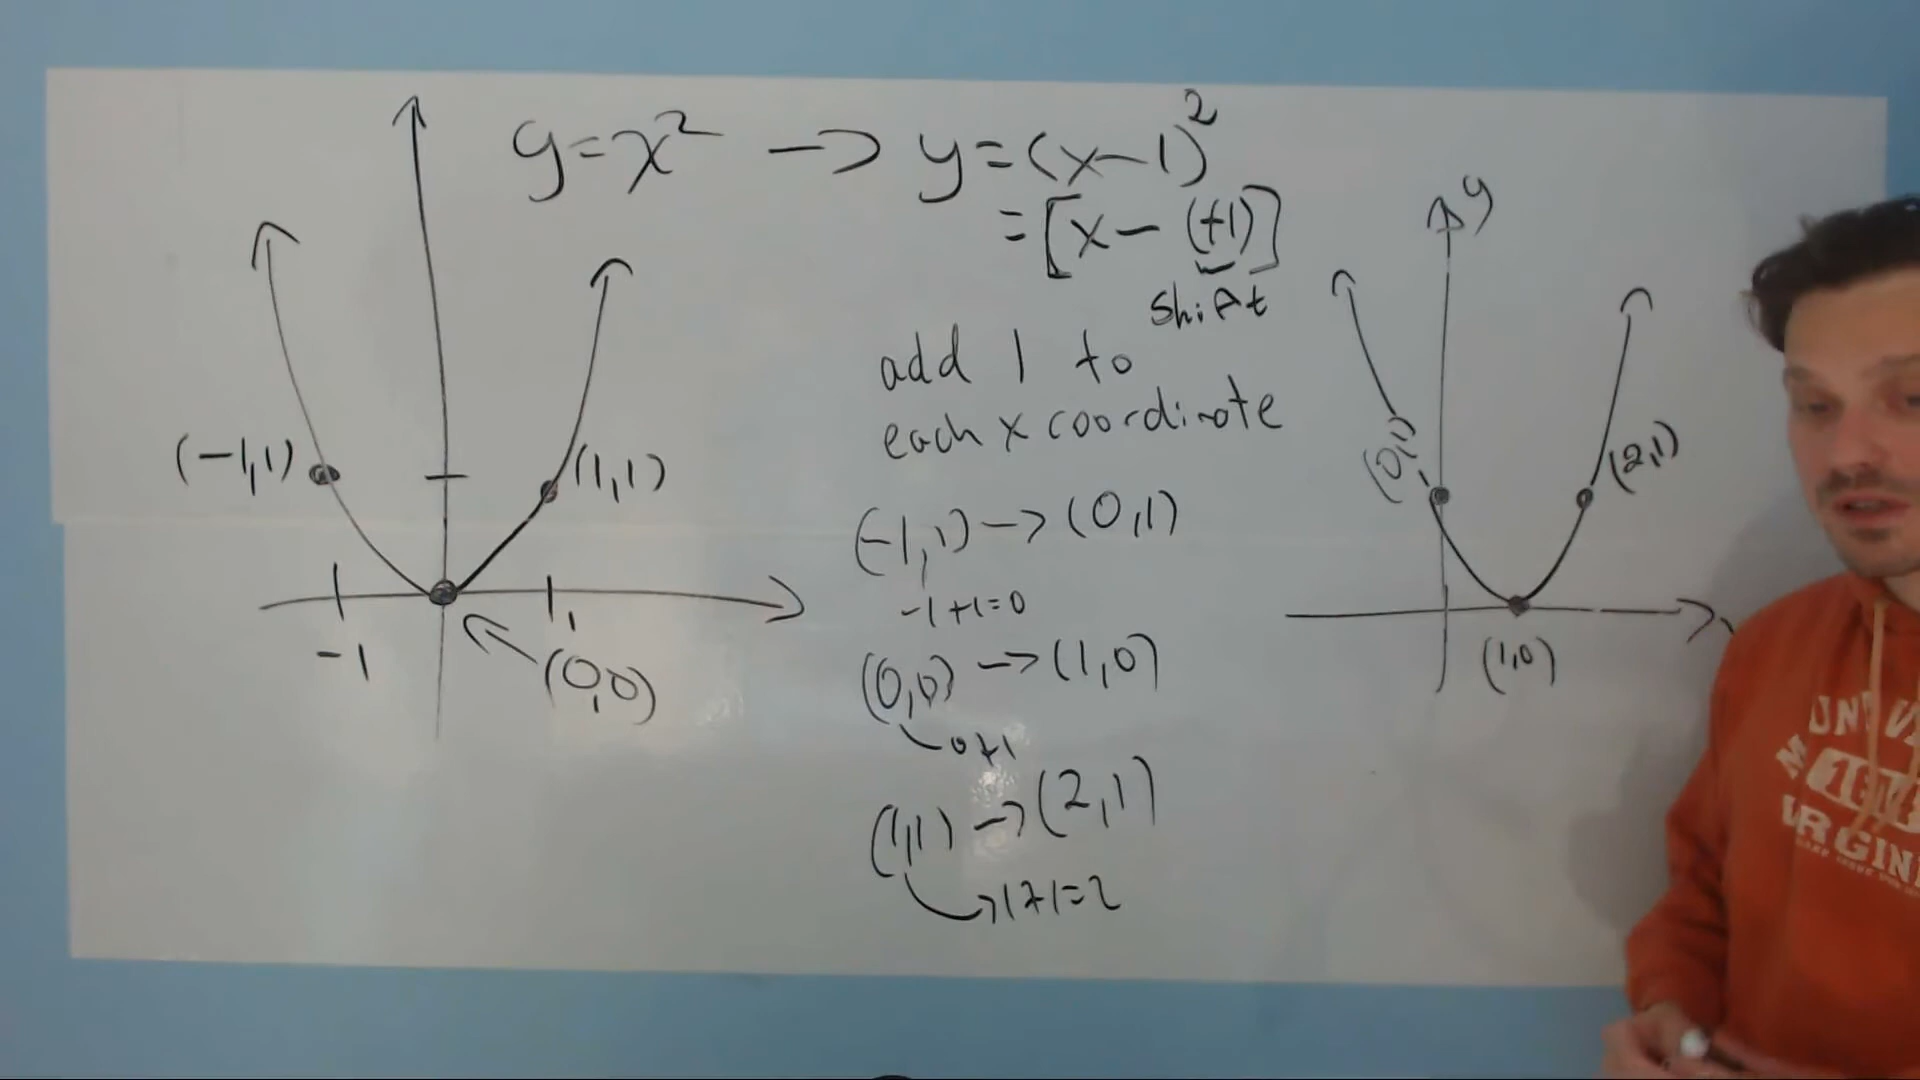 y=x² → y=(x-1)²
=[x-(+1)]
shift
add 1 to
each x coordinate
(-1,1) → (0,1)
-1+1=0
(0,0) → (1,0)
0+1
(1,1) → (2,1)
1+1=2
(-1,1)
(1,1)
-1
1
(0,0)
y
(0,1)
(2,1)
(1,0)